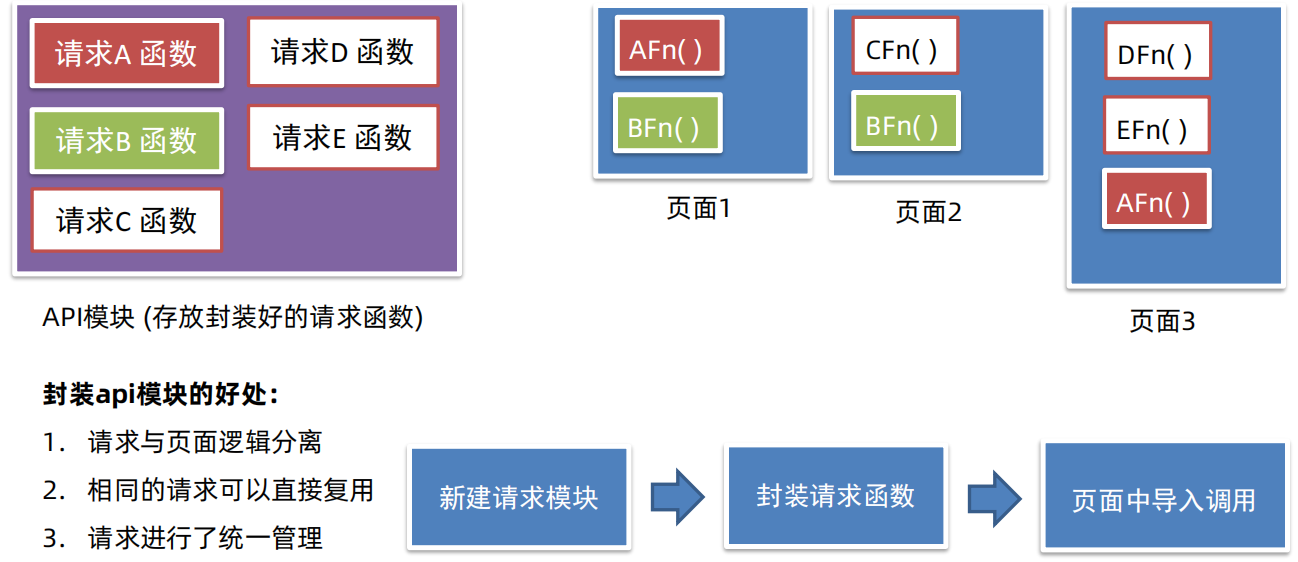 请求A 函数
请求D 函数
请求B 函数
请求E 函数
请求C 函数
API模块 (存放封装好的请求函数)
AFn( )
BFn( )
页面1
CFn( )
BFn( )
页面2
DFn( )
EFn( )
AFn( )
页面3
封装api模块的好处：
1. 请求与页面逻辑分离
2. 相同的请求可以直接复用
3. 请求进行了统一管理
新建请求模块
封装请求函数
页面中导入调用